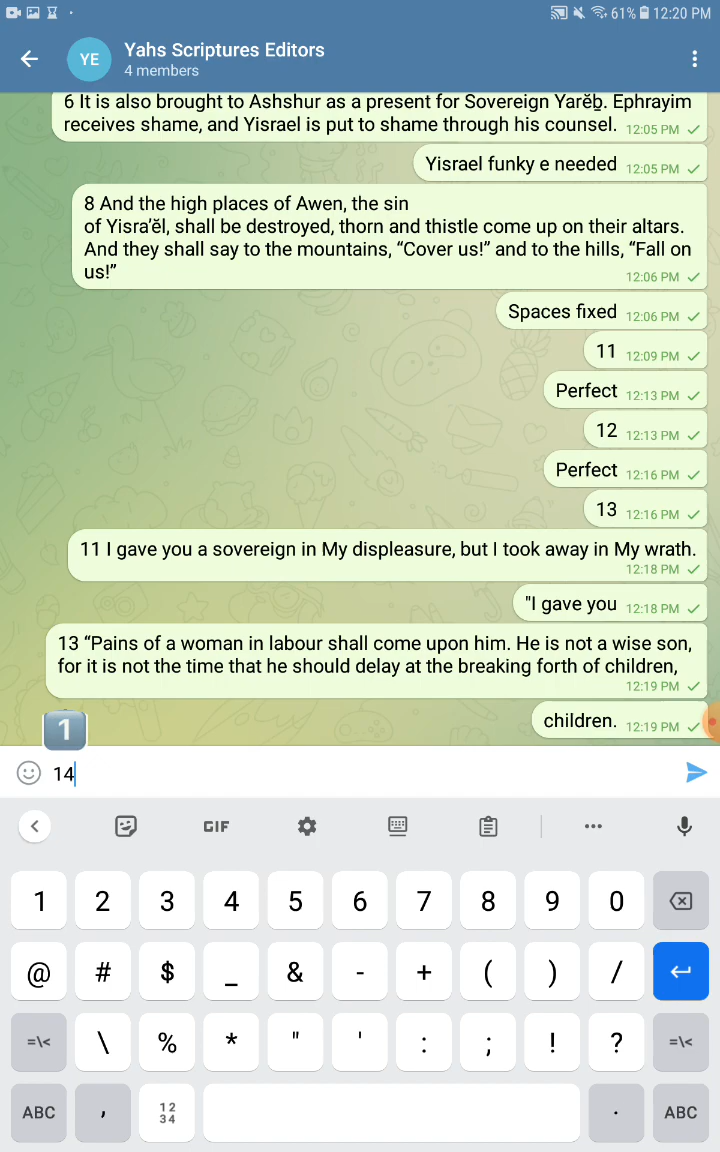 61% 12:20 PM
YE
Yahs Scriptures Editors
4 members
6 It is also brought to Ashshur as a present for Sovereign Yarĕḇ. Ephrayim
receives shame, and Yisrael is put to shame through his counsel. 12:05 PM
Yisrael funky e needed 12:05 PM
8 And the high places of Awen, the sin
of Yisra’ĕl, shall be destroyed, thorn and thistle come up on their altars.
And they shall say to the mountains, “Cover us!” and to the hills, “Fall on
us!” 12:06 PM
Spaces fixed 12:06 PM
11 12:09 PM
Perfect 12:13 PM
12 12:13 PM
Perfect 12:16 PM
13 12:16 PM
11 I gave you a sovereign in My displeasure, but I took away in My wrath.
12:18 PM
"I gave you 12:18 PM
13 “Pains of a woman in labour shall come upon him. He is not a wise son,
for it is not the time that he should delay at the breaking forth of children,
12:19 PM
children. 12:19 PM
1
14
GIF
1 2 3 4 5 6 7 8 9 0
@ # $ _ & - + ( ) /
=\< \ % * " ' : ; ! ? =\<
ABC , 12 34 . ABC